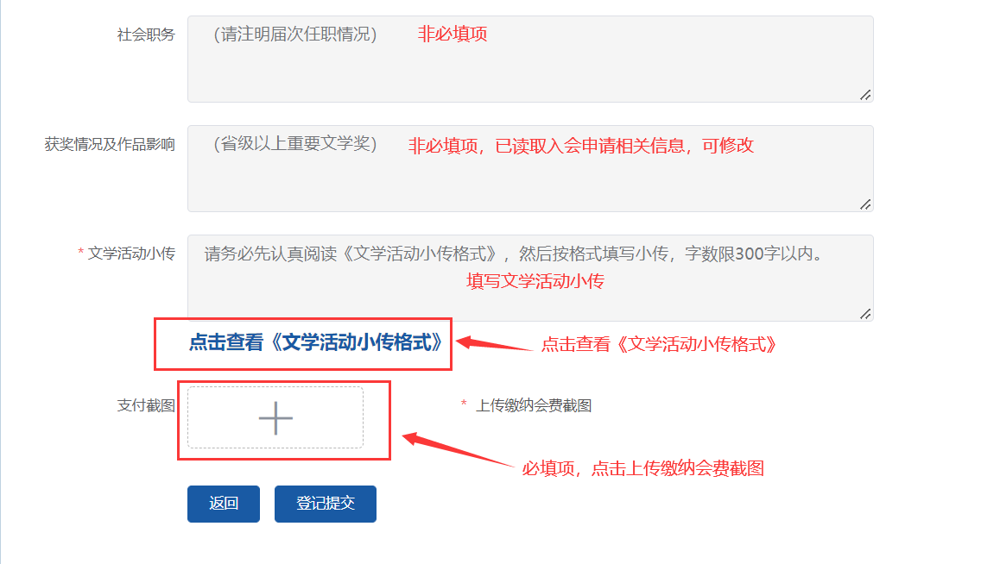 社会职务 （请注明届次任职情况） 非必填项
获奖情况及作品影响 （省级以上重要文学奖） 非必填项，已读取入会申请相关信息，可修改
* 文学活动小传 请务必先认真阅读《文学活动小传格式》，然后按格式填写小传，字数限300字以内。
填写文学活动小传
点击查看《文学活动小传格式》 点击查看《文学活动小传格式》
支付截图 * 上传缴纳会费截图
必填项，点击上传缴纳会费截图
返回 登记提交